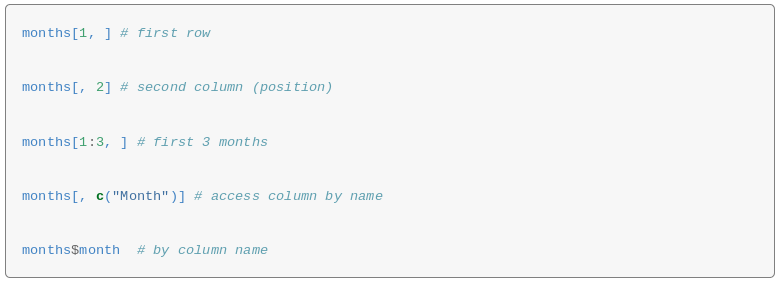 months[1, ] # first row
months[, 2] # second column (position)
months[1:3, ] # first 3 months
months[, c("Month")] # access column by name
months$month  # by column name